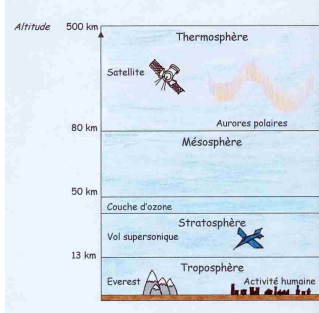 Altitude
500 km
Thermosphère
Satellite
Aurores polaires
80 km
Mésosphère
50 km
Couche d'ozone
Stratosphère
Vol supersonique
13 km
Troposphère
Everest
Activité humaine